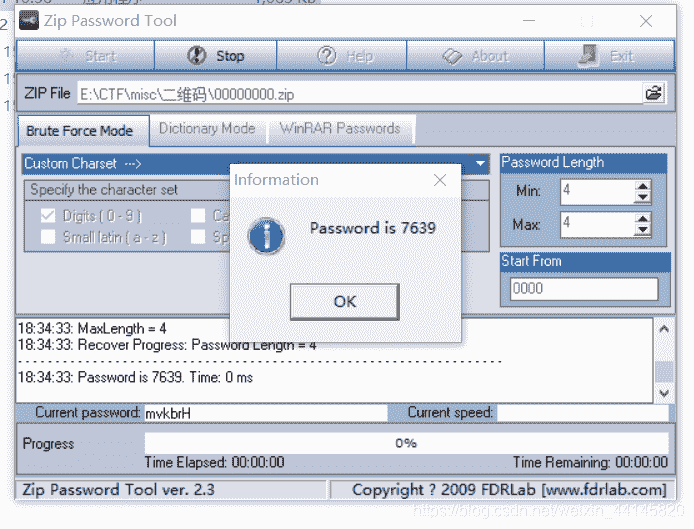 Zip Password Tool
Start Stop Help About Exit
ZIP File E:\CTF\misc\二维码\00000000.zip
Brute Force Mode Dictionary Mode WinRAR Passwords
Custom Charset --->
Password Length
Specify the character set
Min: 4
Digits ( 0 - 9 ) Ca
Max: 4
Small latin ( a - z ) Sp
Start From
0000
Information
Password is 7639
OK
18:34:33: MaxLength = 4
18:34:33: Recover Progress: Password Length = 4
18:34:33: Password is 7639. Time: 0 ms
Current password: mvkbrH Current speed:
Progress 0%
Time Elapsed: 00:00:00 Time Remaining: 00:00:00
Zip Password Tool ver. 2.3 Copyright ? 2009 FDRLab [www.fdrlab.com]